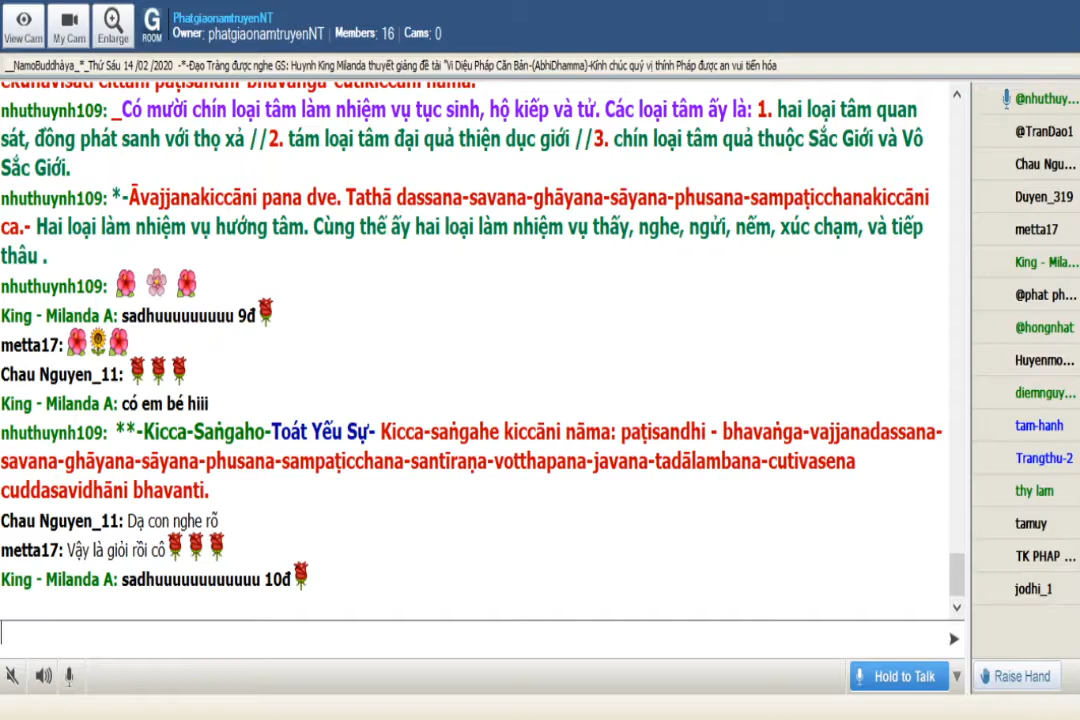 View Cam
My Cam
Enlarge
G
ROOM
PhatgiaonamtruyenNT
Owner: phatgiaonamtruyenNT | Members: 16 | Cams: 0
__NamoBuddhàya_*_Thứ Sáu 14 /02 /2020 -*-Đạo Tràng được nghe GS: Huynh King Milanda thuyết giảng đề tài "Vi Diệu Pháp Căn Bản-(AbhiDhamma)-Kính chúc quý vị thính Pháp được an vui tiến hóa
nhuthuynh109: _Có mười chín loại tâm làm nhiệm vụ tục sinh, hộ kiếp và tử. Các loại tâm ấy là: 1. hai loại tâm quan
sát, đồng phát sanh với thọ xả //2. tám loại tâm đại quả thiện dục giới //3. chín loại tâm quả thuộc Sắc Giới và Vô
Sắc Giới.
nhuthuynh109: *-Āvajjanakiccāni pana dve. Tathā dassana-savana-ghāyana-sāyana-phusana-sampaṭicchanakiccāni
ca.- Hai loại làm nhiệm vụ hướng tâm. Cùng thế ấy hai loại làm nhiệm vụ thấy, nghe, ngửi, nếm, xúc chạm, và tiếp
thâu .
nhuthuynh109:
King - Milanda A: sadhuuuuuuuuu 9đ
metta17:
Chau Nguyen_11:
King - Milanda A: có em bé hiii
nhuthuynh109: **-Kicca-Saṅgaho-Toát Yếu Sự- Kicca-saṅgahe kiccāni nāma: paṭisandhi - bhavaṅga-vajjanadassana-
savana-ghāyana-sāyana-phusana-sampaṭicchana-santīraṇa-votthapana-javana-tadālambana-cutivasena
cuddasavidhāni bhavanti.
Chau Nguyen_11: Dạ con nghe rõ
metta17: Vậy là giỏi rồi cô
King - Milanda A: sadhuuuuuuuuuuuu 10đ
Hold to Talk
@nhuthuy...
@TranDao1
Chau Ngu...
Duyen_319
metta17
King - Mila...
@phat ph...
@hongnhat
Huyenmo...
diemnguy...
tam-hanh
Trangthu-2
thy lam
tamuy
TK PHAP ...
jodhi_1
Raise Hand